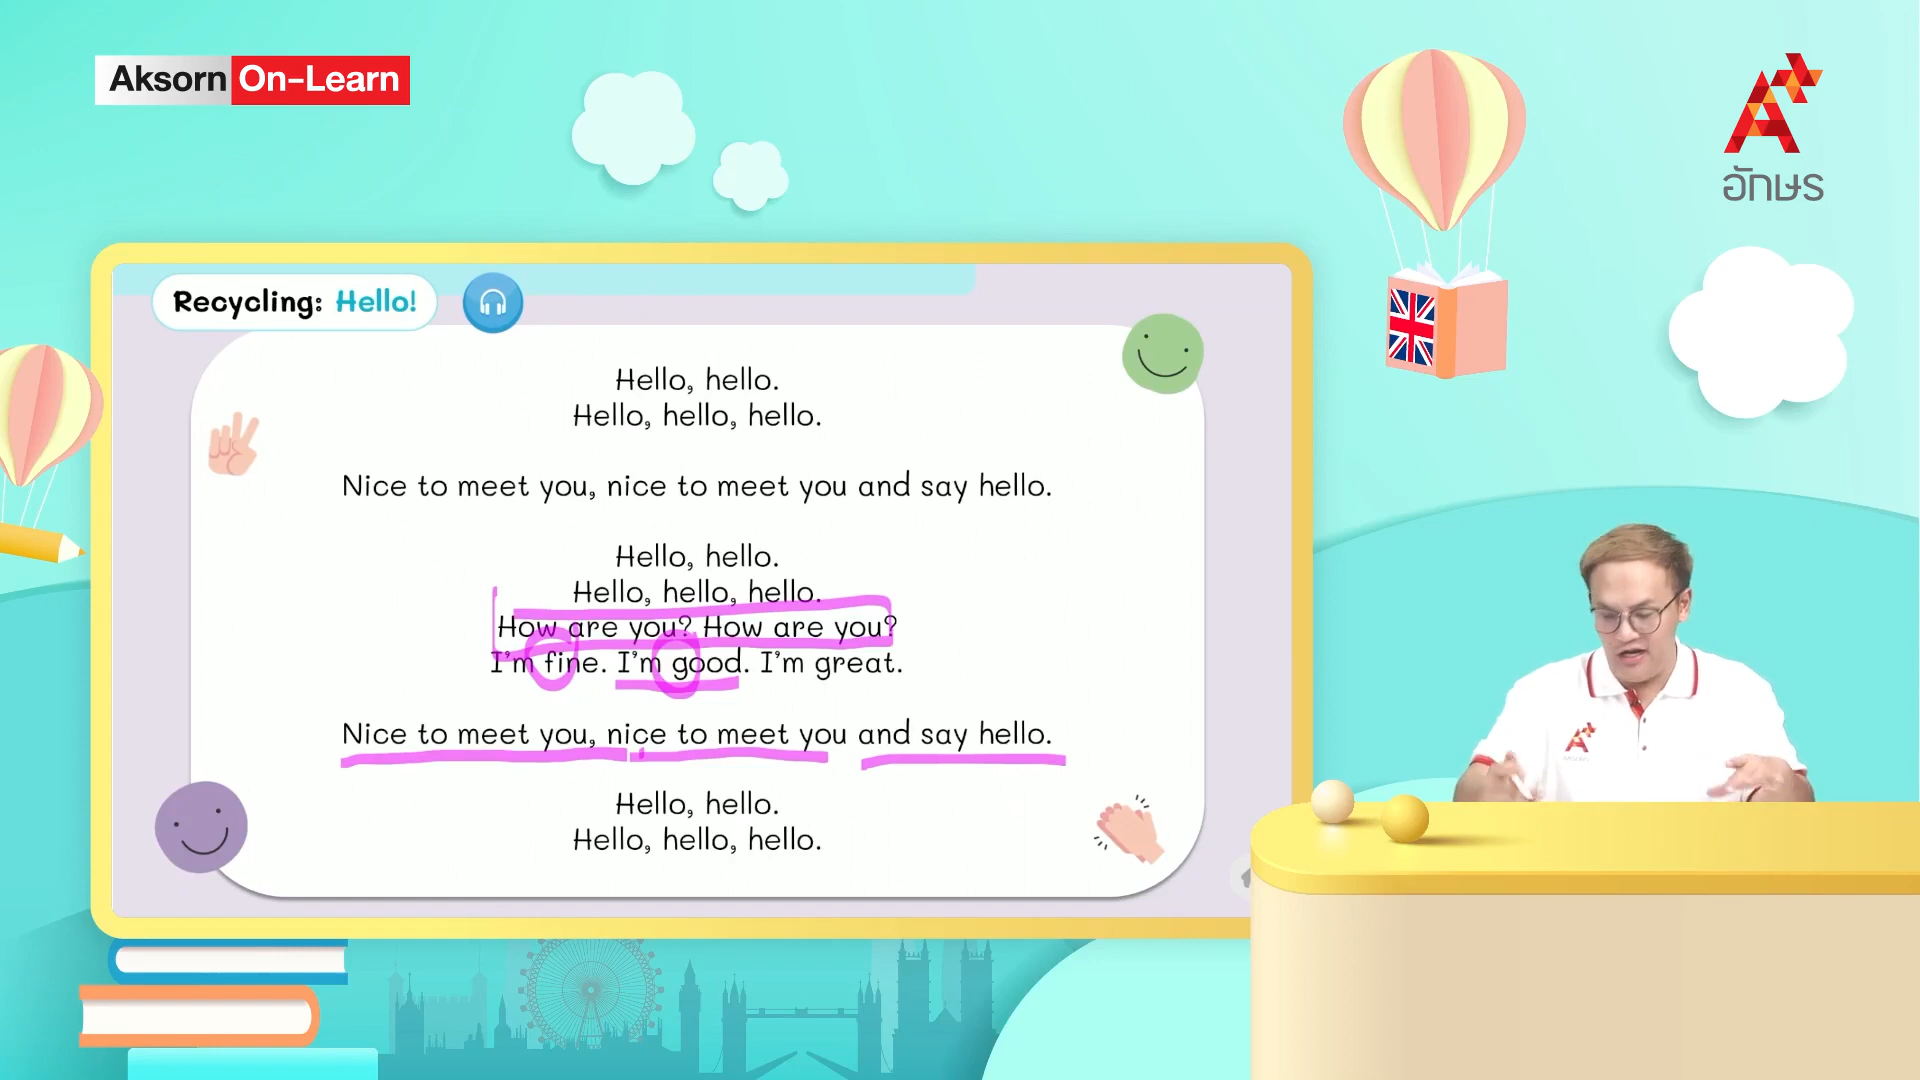 Aksorn On-Learn
อักษร
Recycling: Hello!
Hello, hello.
Hello, hello, hello.
Nice to meet you, nice to meet you and say hello.
Hello, hello.
Hello, hello, hello.
How are you? How are you?
I'm fine. I'm good. I'm great.
Nice to meet you, nice to meet you and say hello.
Hello, hello.
Hello, hello, hello.